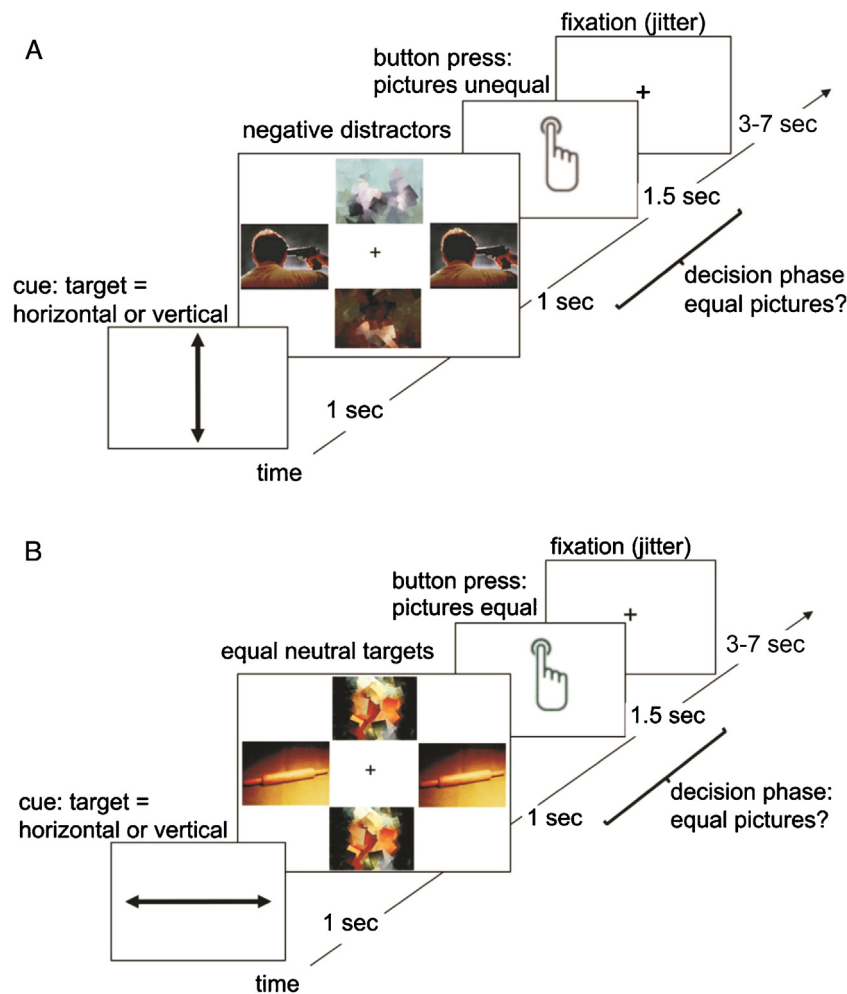 A
fixation (jitter)
button press:
pictures unequal
+
3-7 sec
negative distractors
1.5 sec
+
decision phase
equal pictures?
1 sec
cue: target =
horizontal or vertical
1 sec
time
B
fixation (jitter)
button press:
pictures equal
+
3-7 sec
equal neutral targets
1.5 sec
+
decision phase:
equal pictures?
1 sec
cue: target =
horizontal or vertical
1 sec
time